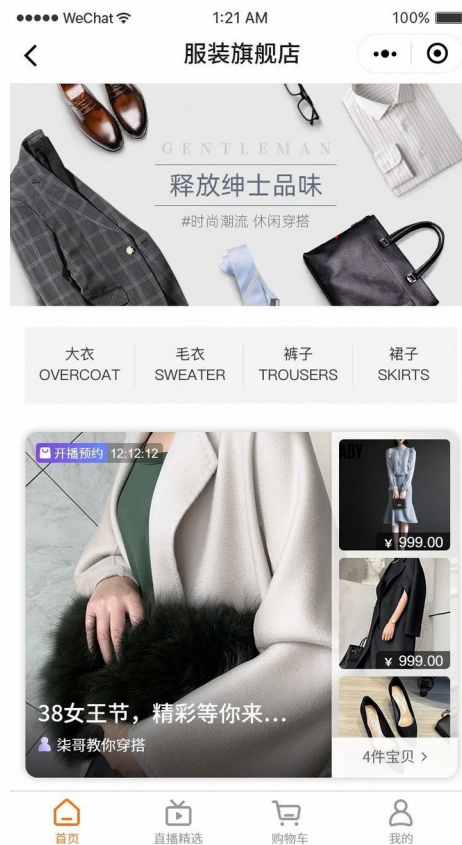 WeChat
1:21 AM
100%
服装旗舰店
GENTLEMAN
释放绅士品味
#时尚潮流 休闲穿搭
大衣
OVERCOAT
毛衣
SWEATER
裤子
TROUSERS
裙子
SKIRTS
开播预约 12:12:12
38女王节，精彩等你来...
柒哥教你穿搭
ADY
¥ 999.00
¥ 999.00
4件宝贝 >
首页
直播精选
购物车
我的